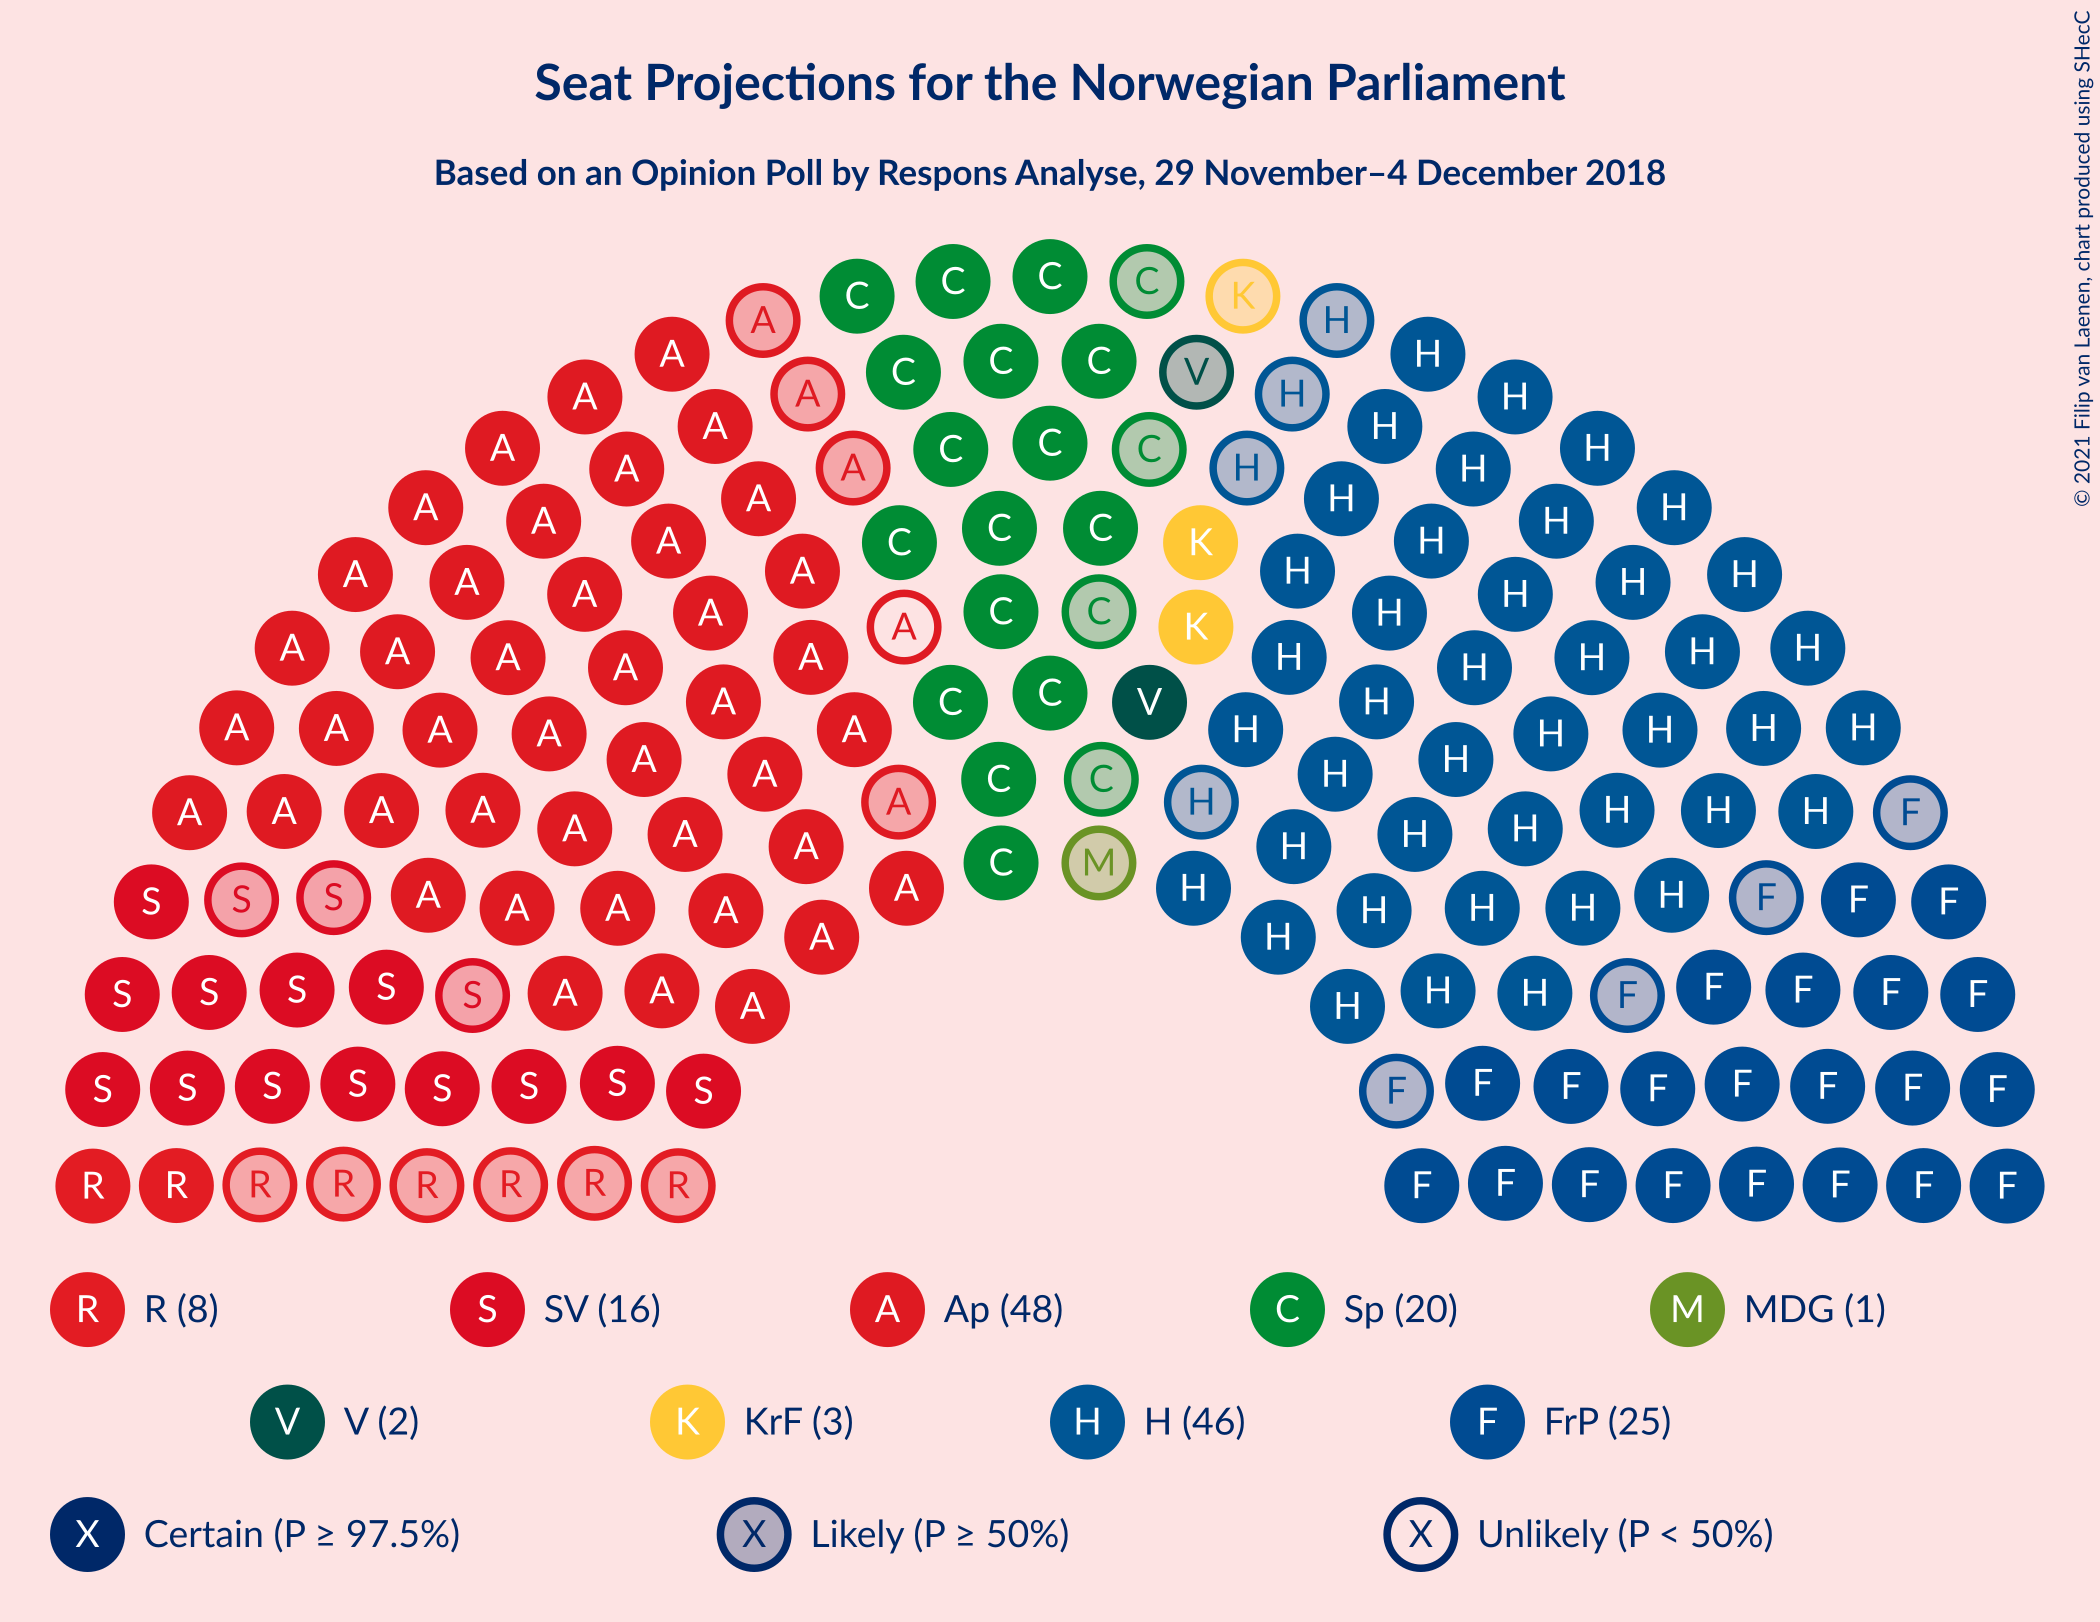 © 2021 Filip van Laenen, chart produced using SHecC
Seat Projections for the Norwegian Parliament
Based on an Opinion Poll by Respons Analyse, 29 November–4 December 2018
C
C C
C K
A H
A C C H
C V
A A H H
A H
C
A C C H
A A H H
A H
A H
A H
C C
A C K H
A A H H
A H
A H
A C C H
A K
A A A A H H H H
A H
C
A C V H
A A A A A H H H H H
A H
A C C H
A H
A A A A H H H F
A H
A H
A H
C M
A H
S S S A H F F F
A A A H H H
A H
S S S S S A A H H F F F F F
A H
S S S S S S S S F F F F F F F F
R R R R R R R R F F F F F F F F
R R (8) S SV (16) A Ap (48) C Sp (20) M MDG (1)
V V (2) K KrF (3) H H (46) F FrP (25)
X Certain (P ≥ 97.5%) X Likely (P ≥ 50%) X Unlikely (P < 50%)